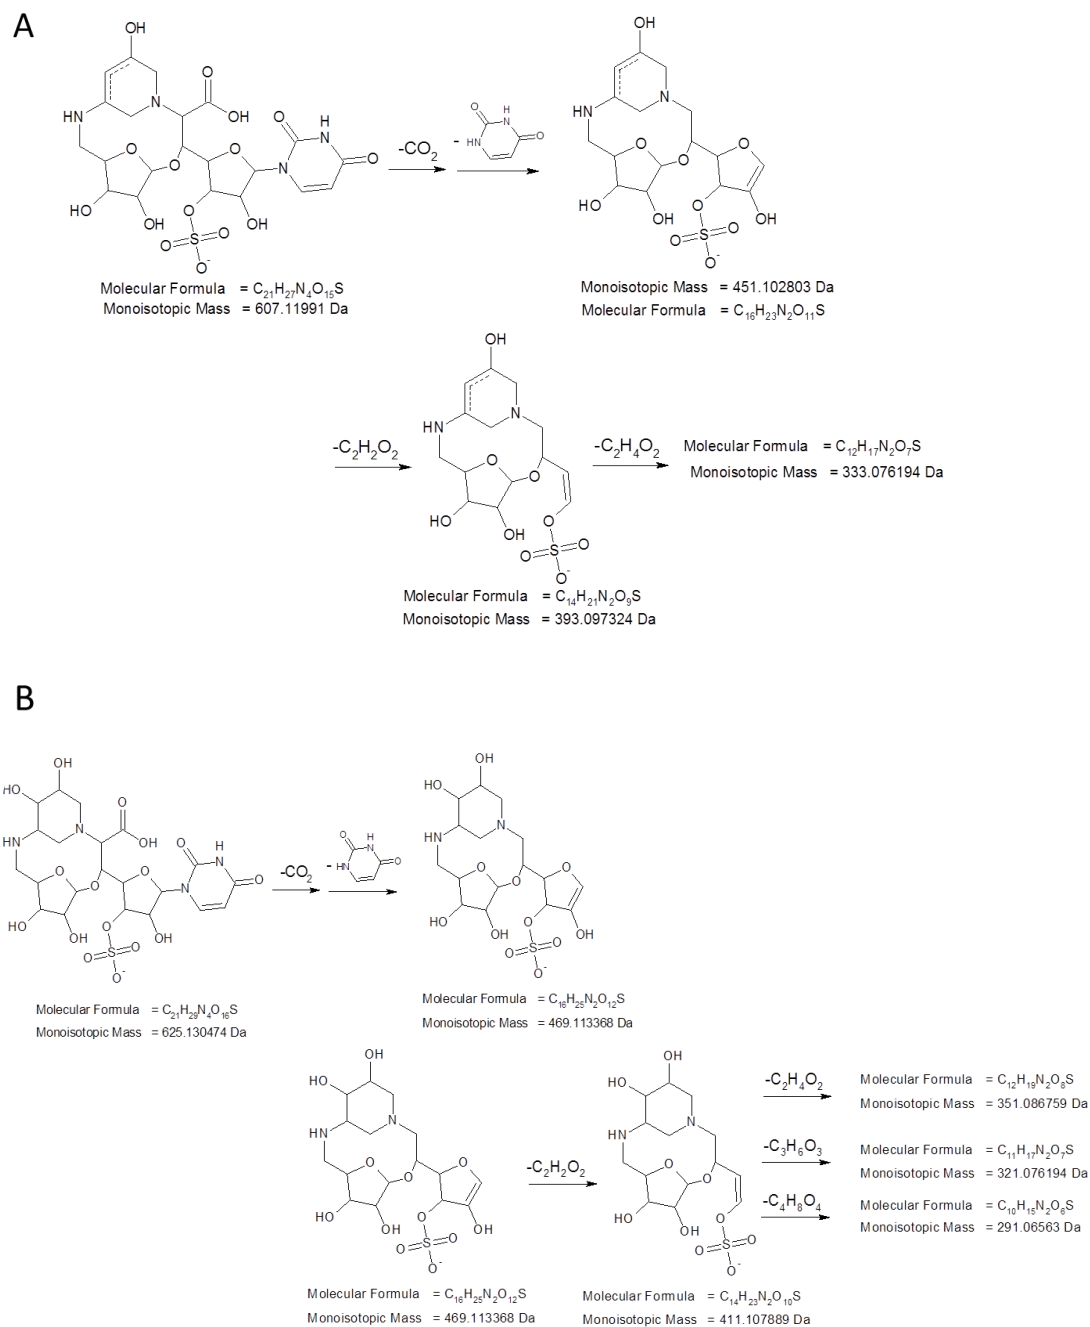 A
OH
O
N
NH
OH
O
H
N
O
O
O
O
N
HO
OH
O
OH
O
S
O
O-
Molecular Formula = C21H27N4O15S
Monoisotopic Mass = 607.11991 Da
-CO2
-
O
H
N
HN
O
OH
N
NH
O
O
O
HO
OH
O
OH
O
S
O
O-
Monoisotopic Mass = 451.102803 Da
Molecular Formula = C16H23N2O11S
-C2H2O2
OH
N
HN
O
O
HO
OH
O
O
S
O
O-
Molecular Formula = C14H21N2O9S
Monoisotopic Mass = 393.097324 Da
-C2H4O2
Molecular Formula = C12H17N2O7S
Monoisotopic Mass = 333.076194 Da
B
OH
HO
O
N
HN
OH
O
H
N
O
O
O
O
N
HO
OH
O
OH
O
S
O
O-
Molecular Formula = C21H29N4O16S
Monoisotopic Mass = 625.130474 Da
-CO2
-
O
H
N
HN
O
OH
HO
N
HN
O
O
O
HO
OH
O
OH
O
S
O
O-
Molecular Formula = C16H25N2O12S
Monoisotopic Mass = 469.113368 Da
OH
HO
N
HN
O
O
O
HO
OH
O
OH
O
S
O
O-
Molecular Formula = C16H25N2O12S
Monoisotopic Mass = 469.113368 Da
-C2H2O2
OH
HO
N
HN
O
O
HO
OH
O
O
S
O
O-
Molecular Formula = C14H23N2O10S
Monoisotopic Mass = 411.107889 Da
-C2H4O2
Molecular Formula = C12H19N2O8S
Monoisotopic Mass = 351.086759 Da
-C3H6O3
Molecular Formula = C11H17N2O7S
Monoisotopic Mass = 321.076194 Da
-C4H8O4
Molecular Formula = C10H15N2O6S
Monoisotopic Mass = 291.06563 Da